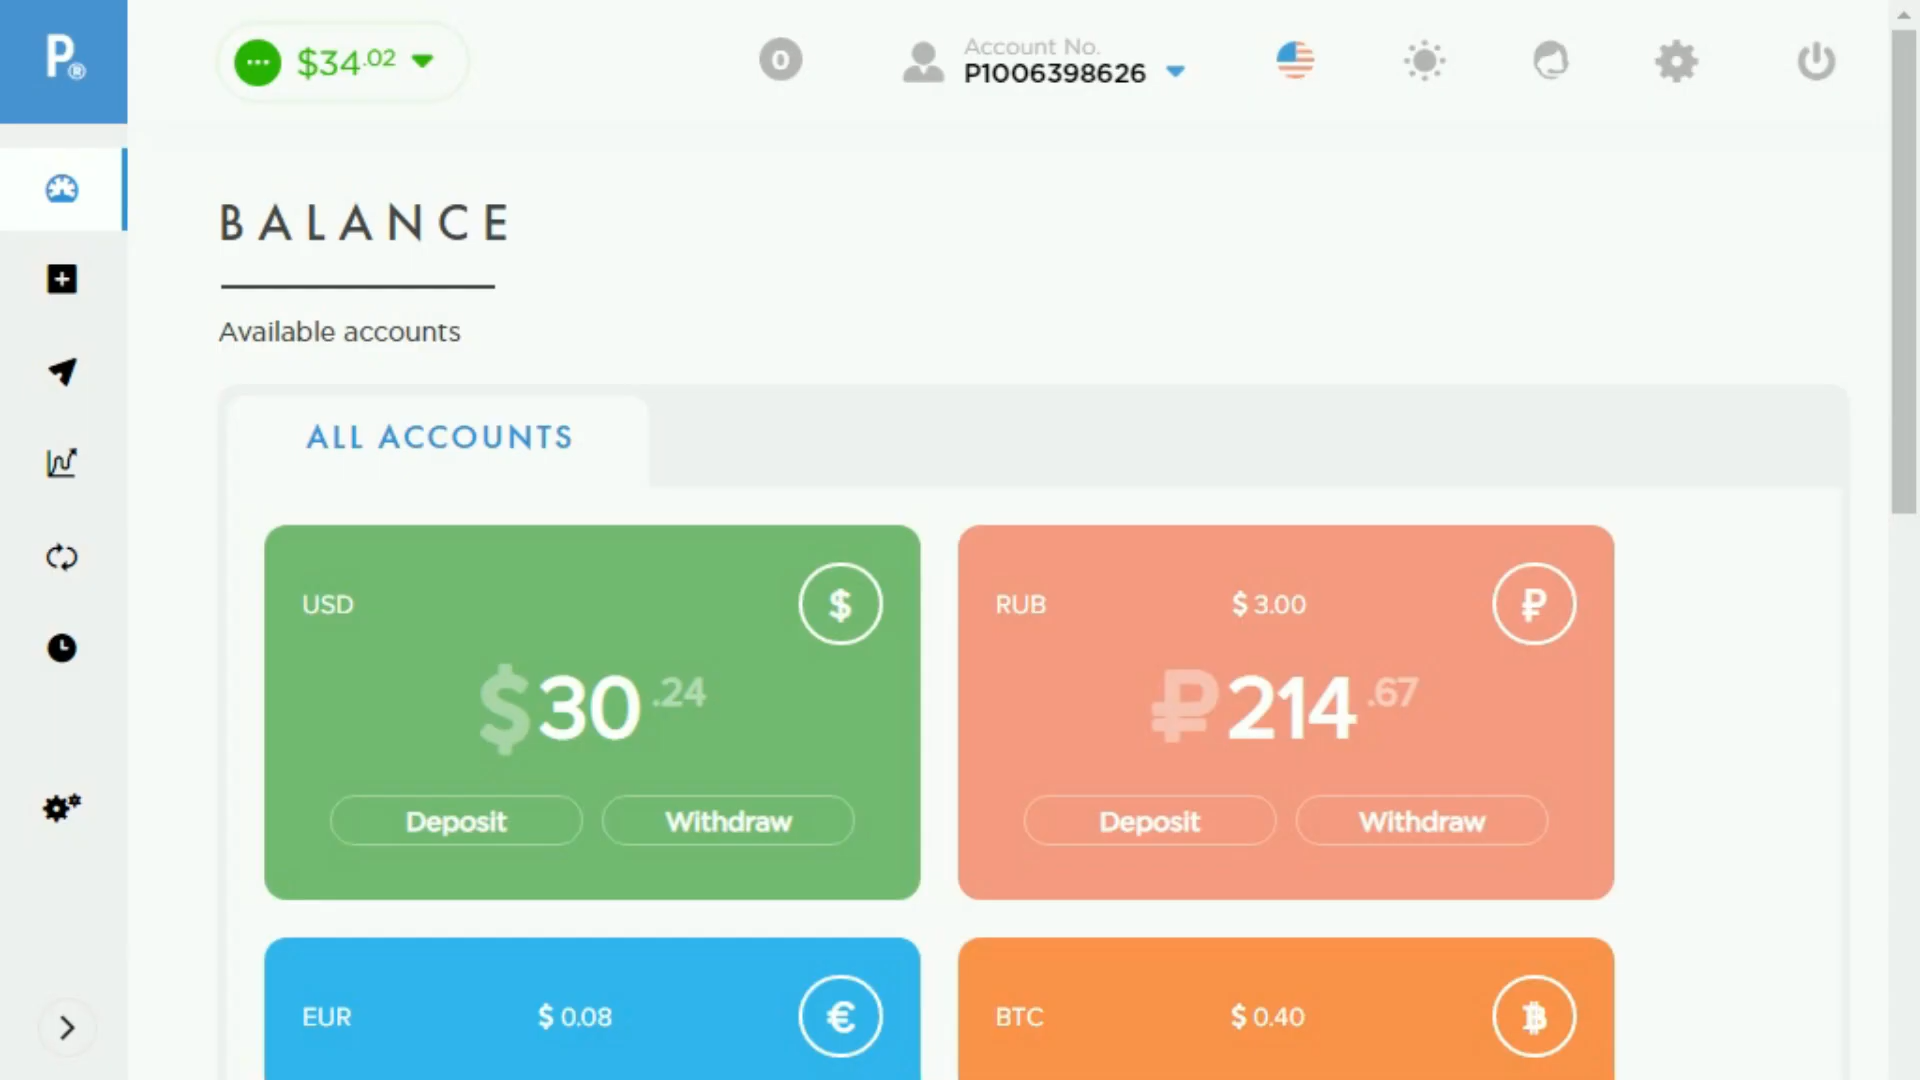 P®
$34.02
0
Account No.
P1006398626
BALANCE
Available accounts
ALL ACCOUNTS
USD
$
$30.24
Deposit
Withdraw
RUB
$ 3.00
₽
₽214.67
Deposit
Withdraw
EUR
$ 0.08
€
BTC
$ 0.40
₿